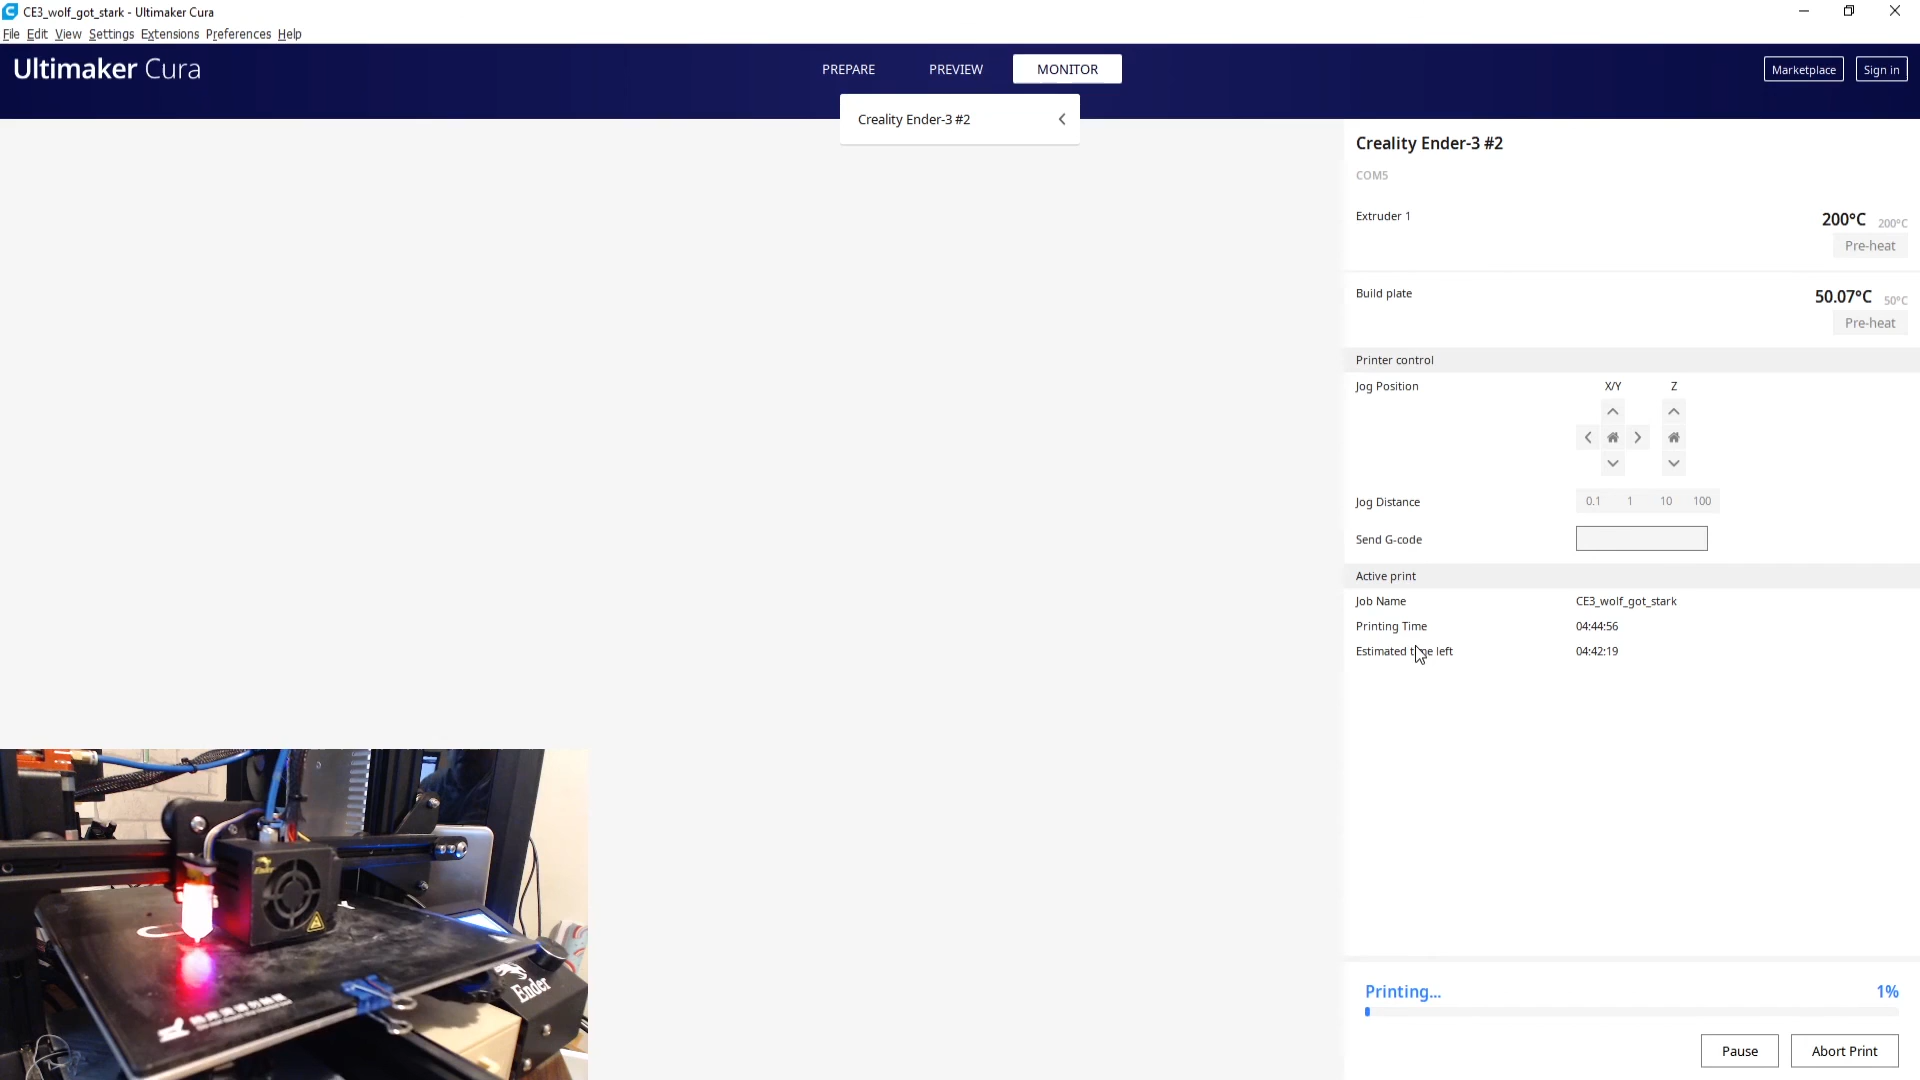 CE3_wolf_got_stark - Ultimaker Cura
File Edit View Settings Extensions Preferences Help
Ultimaker Cura
PREPARE PREVIEW MONITOR
Marketplace Sign in
Creality Ender-3 #2
Creality Ender-3 #2
COM5
Extruder 1 200°C 200°C
Pre-heat
Build plate 50.07°C 50°C
Pre-heat
Printer control
Jog Position X/Y Z
Jog Distance 0.1 1 10 100
Send G-code
Active print
Job Name CE3_wolf_got_stark
Printing Time 04:44:56
Estimated time left 04:42:19
Printing... 1%
Pause Abort Print
Ender
Ender